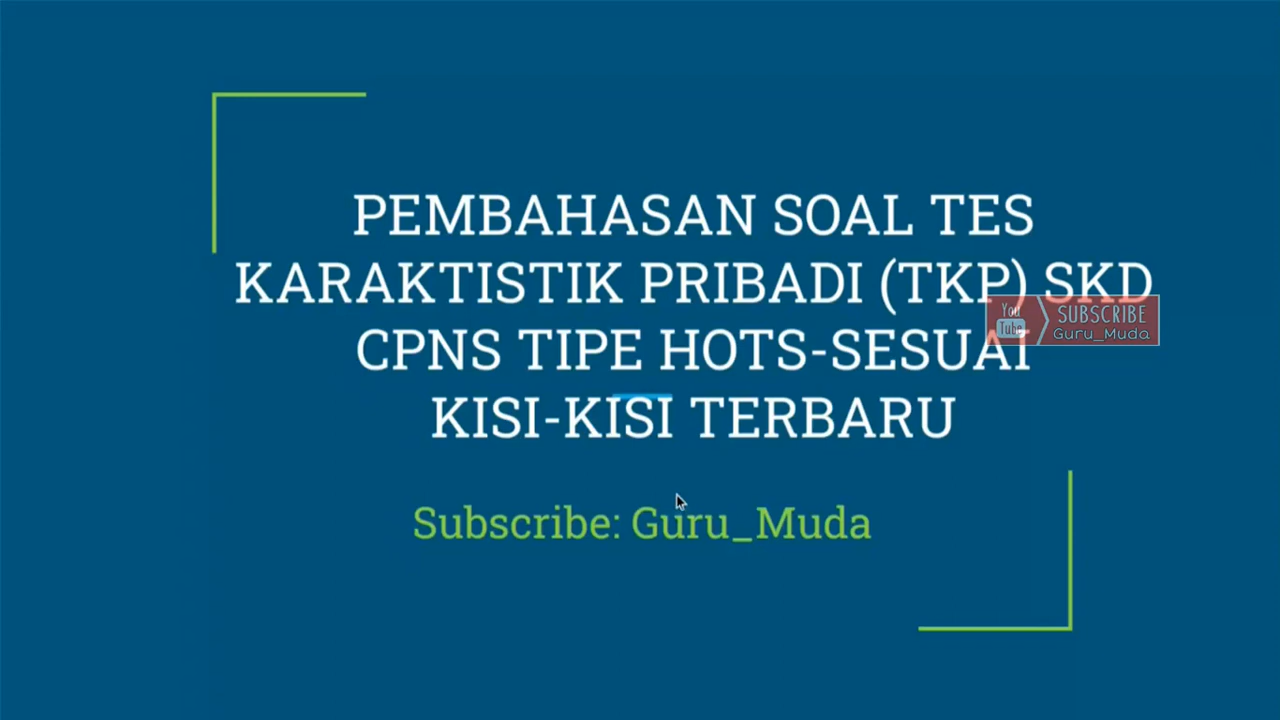 PEMBAHASAN SOAL TES
KARAKTISTIK PRIBADI (TKP) SKD
CPNS TIPE HOTS-SESUAI
KISI-KISI TERBARU
Subscribe: Guru_Muda
You
Tube
SUBSCRIBE
Guru_Muda